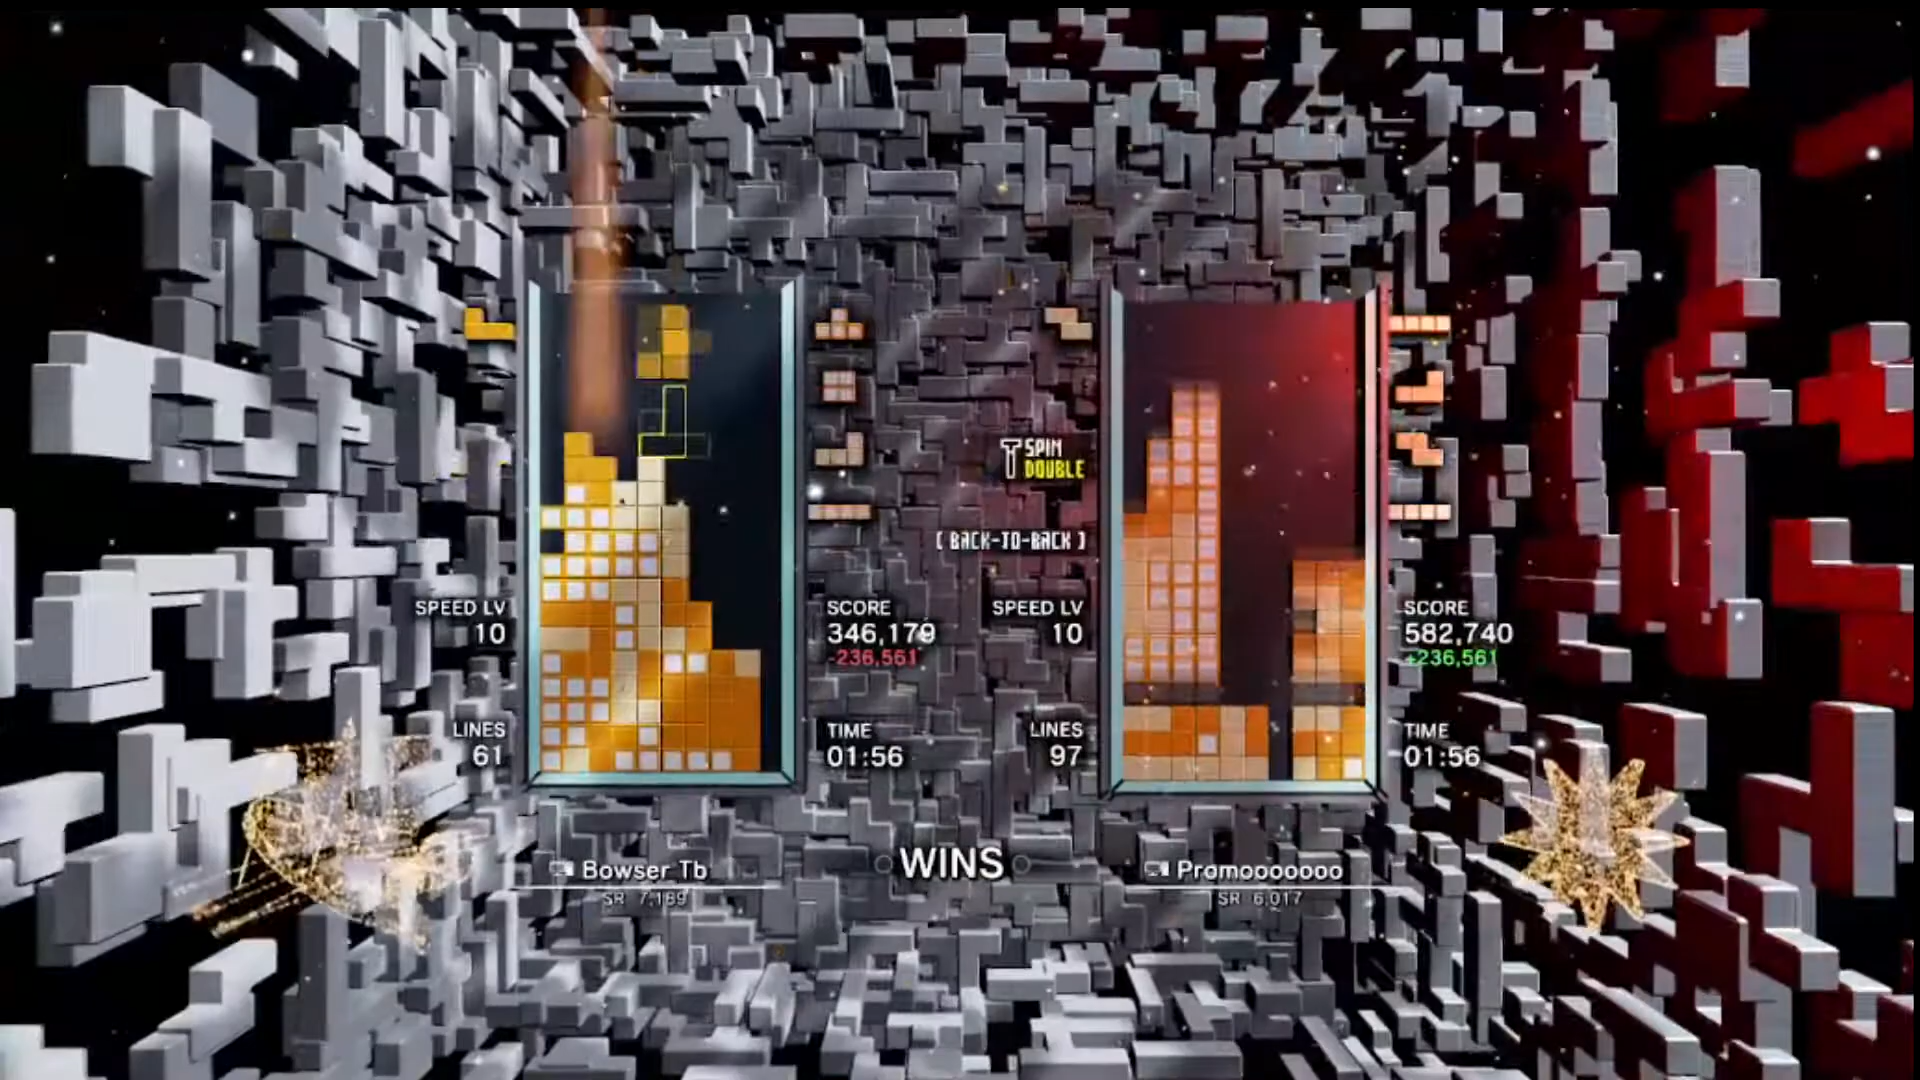 T SPIN
DOUBLE
( BACK-TO-BACK )
SPEED LV
10
SCORE
346,179
-236,561
SPEED LV
10
SCORE
582,740
+236,561
LINES
61
TIME
01:56
LINES
97
TIME
01:56
Bowser Tb
SR 7,189
WINS
Promooooooo
SR 6,017